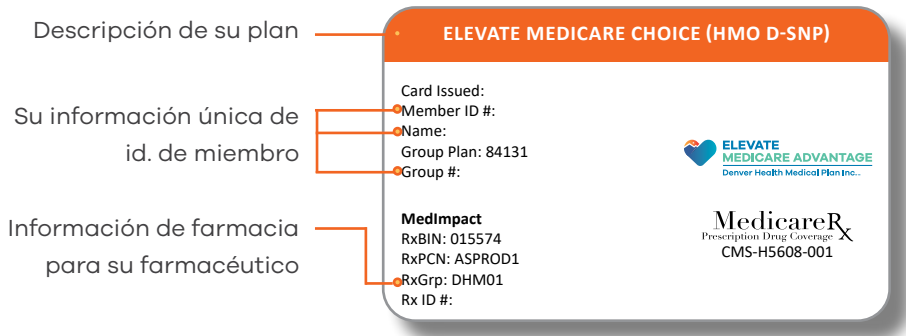 Descripción de su plan
Su información única de
id. de miembro
Información de farmacia
para su farmacéutico
ELEVATE MEDICARE CHOICE (HMO D-SNP)
Card Issued:
Member ID #:
Name:
Group Plan: 84131
Group #:
ELEVATE
MEDICARE ADVANTAGE
Denver Health Medical Plan Inc..
MedImpact
RxBIN: 015574
RxPCN: ASPROD1
RxGrp: DHM01
Rx ID #:
MedicareRx
Prescription Drug Coverage
CMS-H5608-001